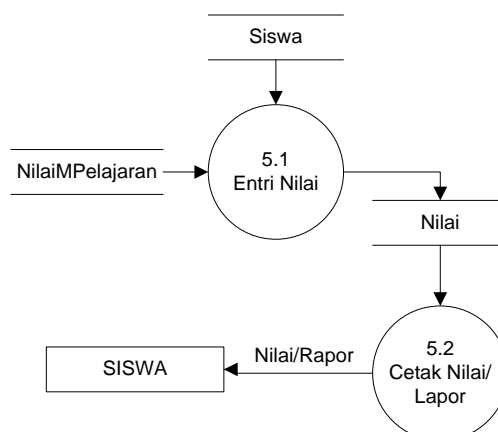 Siswa
5.1
Entri Nilai
NilaiMPelajaran
Nilai
5.2
Cetak Nilai/
Lapor
Nilai/Rapor
SISWA